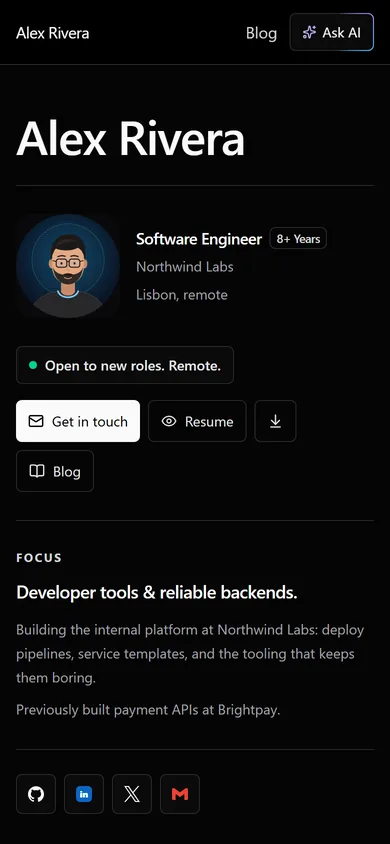 Alex Rivera
Blog
Ask AI
Alex Rivera
Software Engineer
8+ Years
Northwind Labs
Lisbon, remote
Open to new roles. Remote.
Get in touch
Resume
Blog
FOCUS
Developer tools & reliable backends.
Building the internal platform at Northwind Labs: deploy
pipelines, service templates, and the tooling that keeps
them boring.
Previously built payment APIs at Brightpay.
in